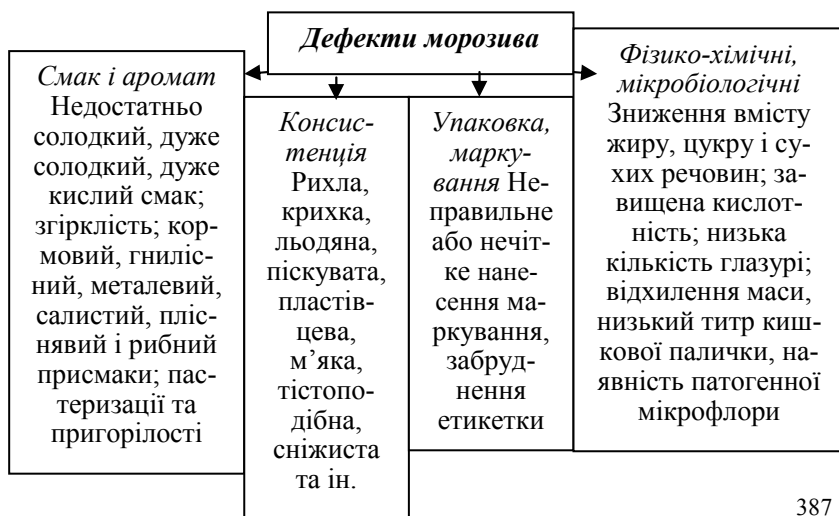 Дефекти морозива
Смак і аромат
Недостатньо
солодкий, дуже
солодкий, дуже
кислий смак;
згірклість; кор-
мовий, гниліс-
ний, металевий,
салистий, пліс-
нявий і рибний
присмаки; пас-
теризації та
пригорілості
Консис-
тенція
Рихла,
крихка,
льодяна,
піскувата,
пластів-
цева,
м’яка,
тістопо-
дібна,
сніжиста
та ін.
Упаковка,
марку-
вання Не-
правильне
або нечіт-
ке нане-
сення ма-
ркування,
забруд-
нення
етикетки
Фізико-хімічні,
мікробіологічні
Зниження вмісту
жиру, цукру і су-
хих речовин; за-
вищена кислот-
ність; низька
кількість глазурі;
відхилення маси,
низький титр киш-
кової палички, на-
явність патогенної
мікрофлори
387